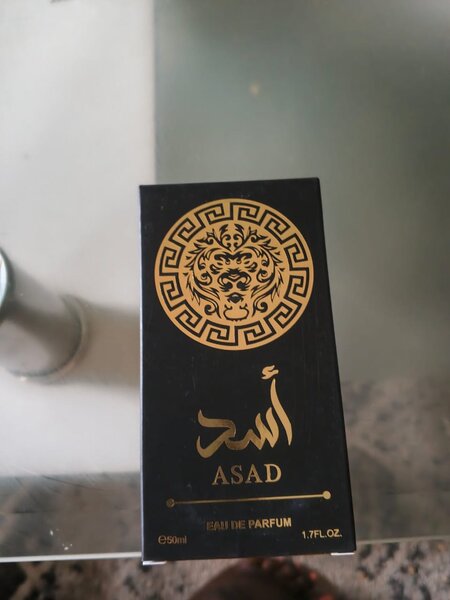 أسد
ASAD
EAU DE PARFUM
℮50ml 1.7FL.OZ.